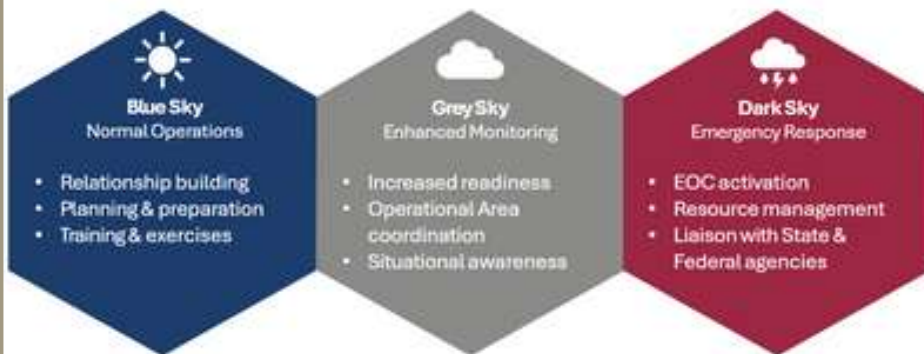 Blue Sky
Normal Operations
• Relationship building
• Planning & preparation
• Training & exercises
Grey Sky
Enhanced Monitoring
• Increased readiness
• Operational Area
coordination
• Situational awareness
Dark Sky
Emergency Response
• EOC activation
• Resource management
• Liaison with State &
Federal agencies